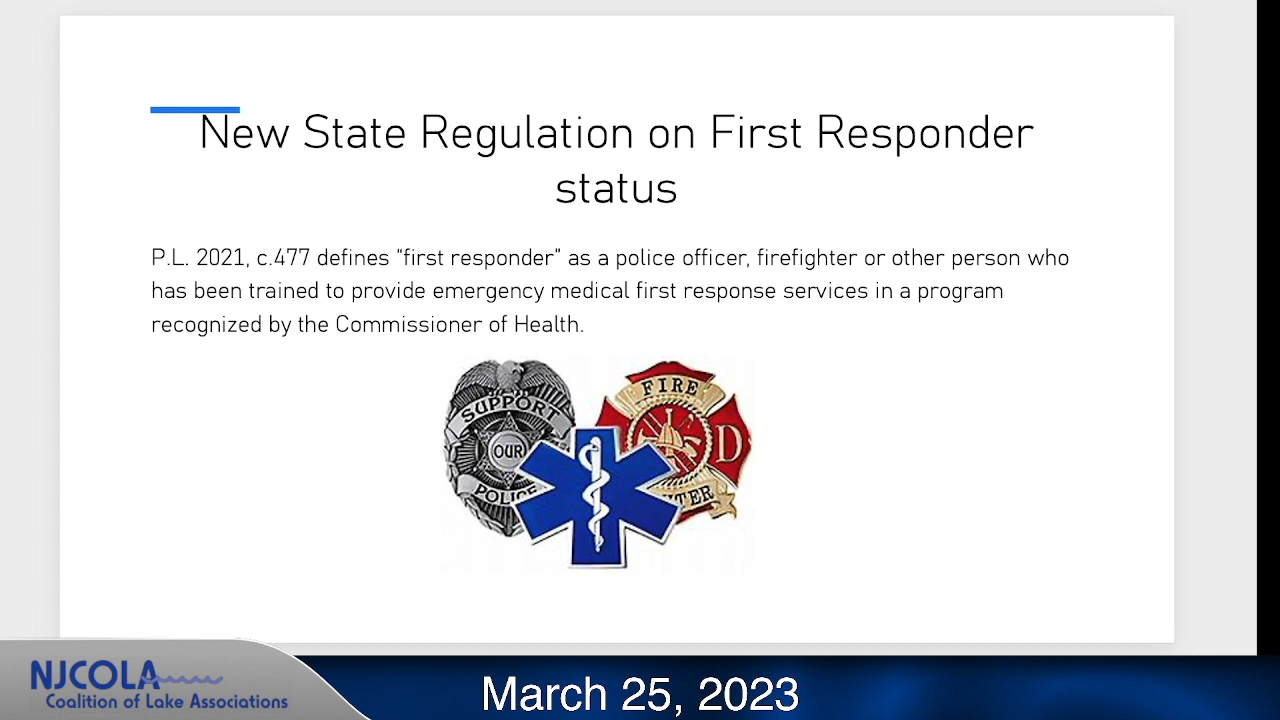 New State Regulation on First Responder
status
P.L. 2021, c.477 defines “first responder” as a police officer, firefighter or other person who
has been trained to provide emergency medical first response services in a program
recognized by the Commissioner of Health.
SUPPORT
OUR
POLICE
FIRE
D
TER
NJCOLA
Coalition of Lake Associations
March 25, 2023